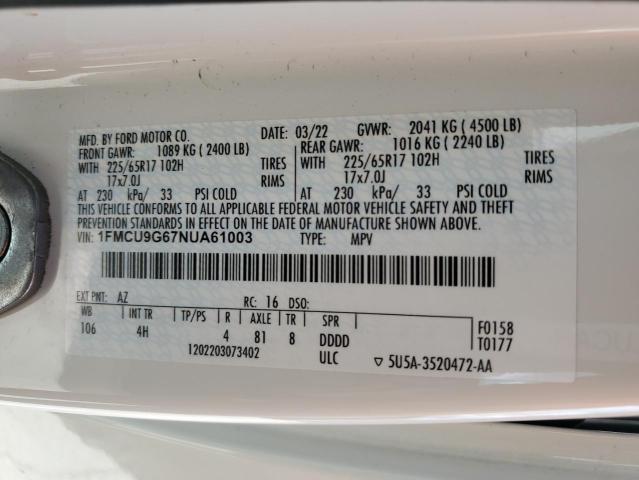 MFD. BY FORD MOTOR CO.
DATE: 03/22 GVWR: 2041 KG ( 4500 LB)
FRONT GAWR: 1089 KG ( 2400 LB)
REAR GAWR: 1016 KG ( 2240 LB)
WITH 225/65R17 102H TIRES
WITH 225/65R17 102H TIRES
17x7.0J RIMS
17x7.0J RIMS
AT 230 kPa/ 33 PSI COLD
AT 230 kPa/ 33 PSI COLD
THIS VEHICLE CONFORMS TO ALL APPLICABLE FEDERAL MOTOR VEHICLE SAFETY AND THEFT
PREVENTION STANDARDS IN EFFECT ON THE DATE OF MANUFACTURE SHOWN ABOVE.
VIN: 1FMCU9G67NUA61003 TYPE: MPV
EXT PNT: AZ RC: 16 DSO:
WB INT TR TP/PS R AXLE TR SPR
106 4H 4 81 8 DDDD
F0158
T0177
1202203073402 ULC 5U5A-3520472-AA